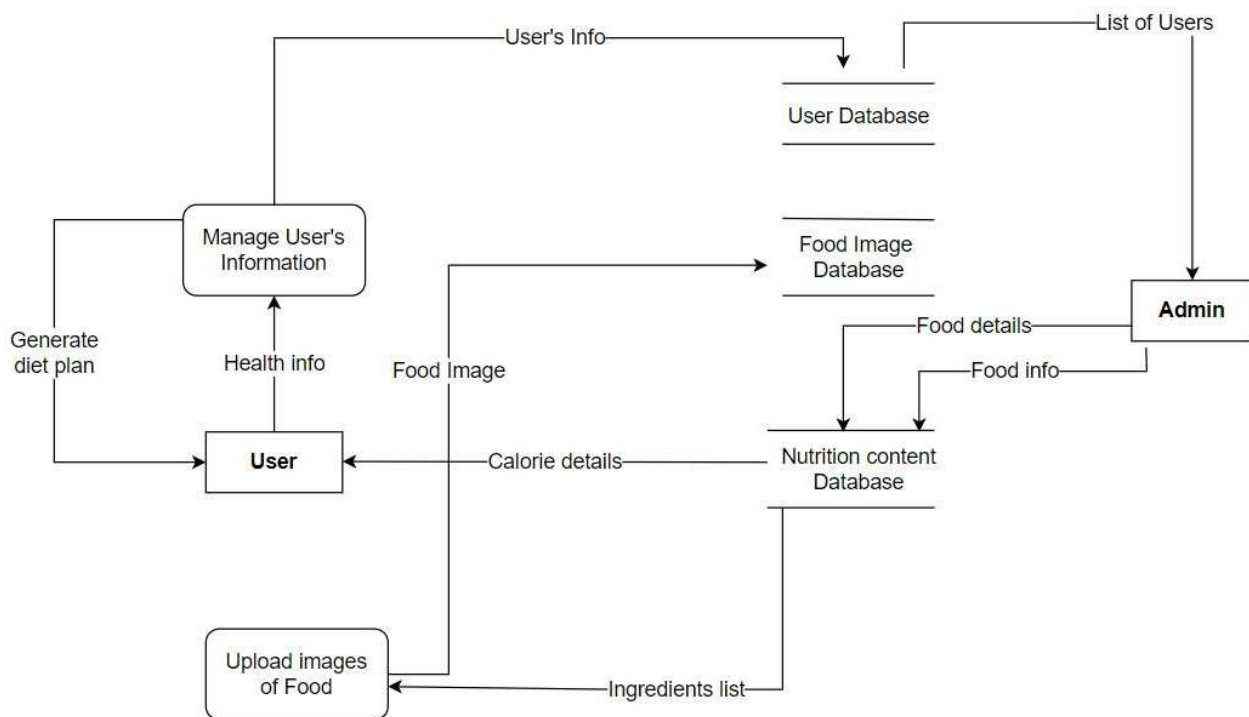 User's Info
List of Users
User Database
Manage User's
Information
Food Image
Database
Admin
Food details
Generate
diet plan
Health info
Food Image
Food info
User
Calorie details
Nutrition content
Database
Upload images
of Food
Ingredients list